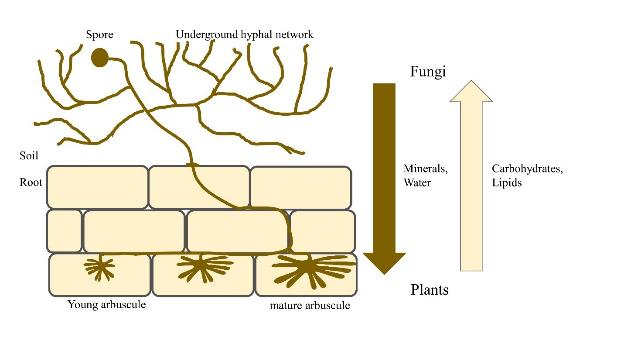 Spore
Underground hyphal network
Fungi
Soil
Root
Minerals,
Water
Carbohydrates,
Lipids
Plants
Young arbuscule
mature arbuscule